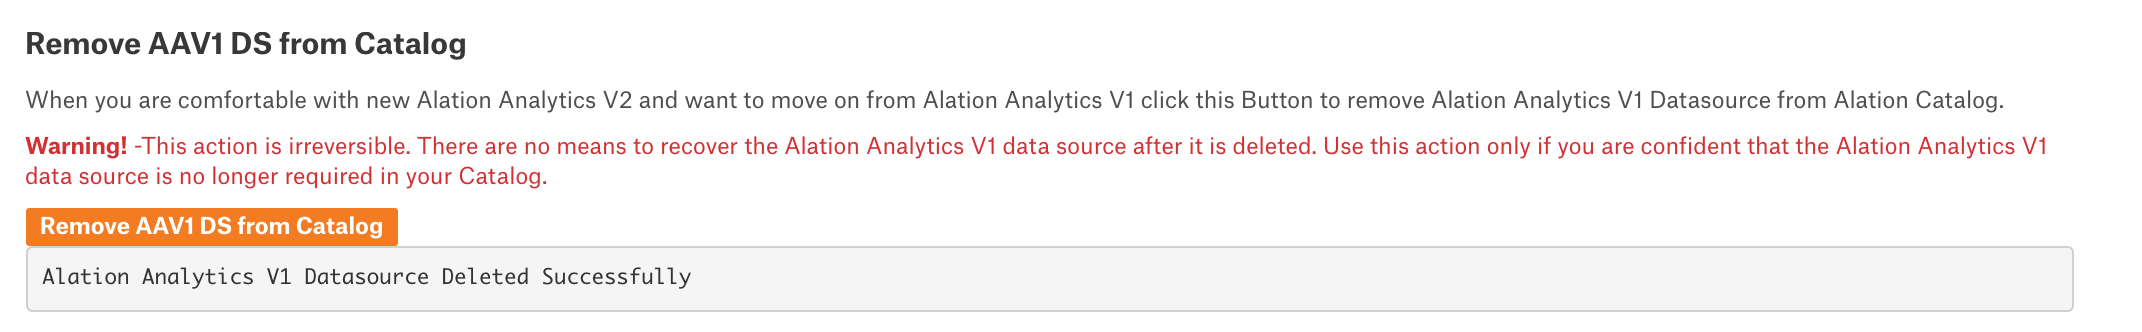 Remove AAV1 DS from Catalog
When you are comfortable with new Alation Analytics V2 and want to move on from Alation Analytics V1 click this Button to remove Alation Analytics V1 Datasource from Alation Catalog.
Warning! -This action is irreversible. There are no means to recover the Alation Analytics V1 data source after it is deleted. Use this action only if you are confident that the Alation Analytics V1
data source is no longer required in your Catalog.
Remove AAV1 DS from Catalog
Alation Analytics V1 Datasource Deleted Successfully